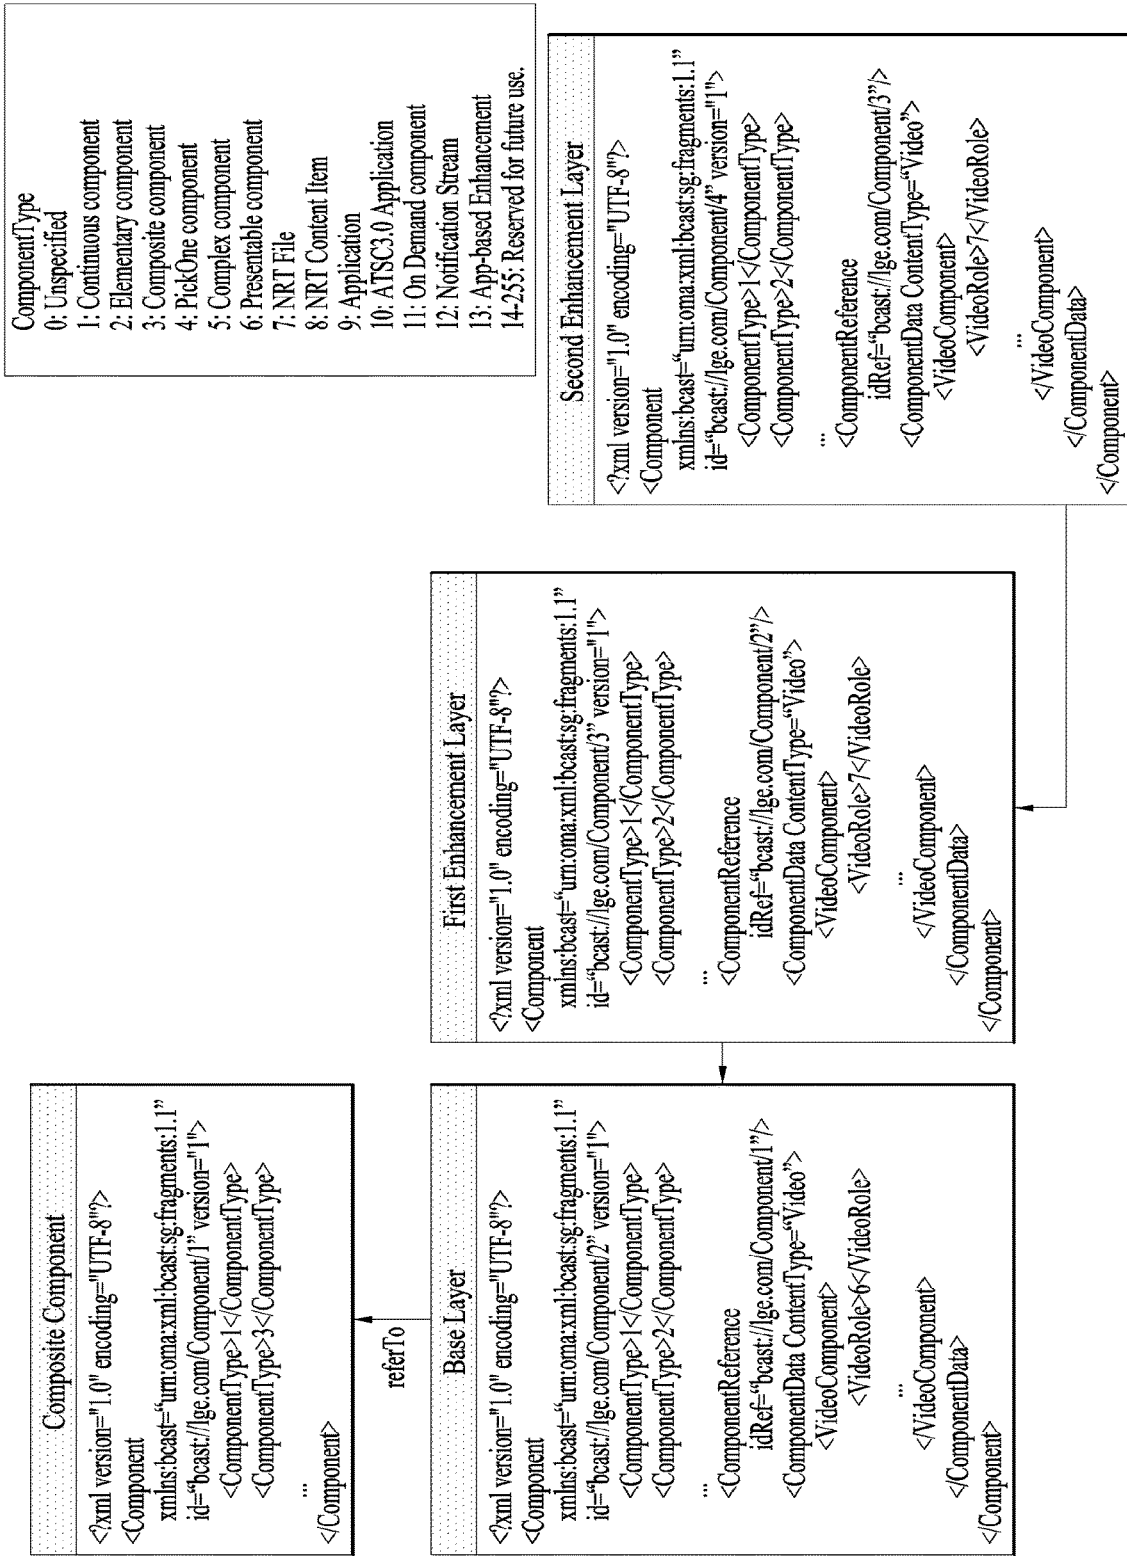 Composite Component
<?xml version="1.0" encoding="UTF-8"?>
<Component
xmlns:bcast=“urn:oma:xml:bcast:sg:fragments:1.1”
id=“bcast://lge.com/Component/1” version="1">
<ComponentType>1</ComponentType>
<ComponentType>3</ComponentType>
...
</Component>
referTo
Base Layer
<?xml version="1.0" encoding="UTF-8"?>
<Component
xmlns:bcast=“urn:oma:xml:bcast:sg:fragments:1.1”
id=“bcast://lge.com/Component/2” version="1">
<ComponentType>1</ComponentType>
<ComponentType>2</ComponentType>
...
<ComponentReference
idRef=“bcast://lge.com/Component/1”/>
<ComponentData ContentType=“Video”>
<VideoComponent>
<VideoRole>6</VideoRole>
...
</VideoComponent>
</ComponentData>
</Component>
First Enhancement Layer
<?xml version="1.0" encoding="UTF-8"?>
<Component
xmlns:bcast=“urn:oma:xml:bcast:sg:fragments:1.1”
id=“bcast://lge.com/Component/3” version="1">
<ComponentType>1</ComponentType>
<ComponentType>2</ComponentType>
...
<ComponentReference
idRef=“bcast://lge.com/Component/2”/>
<ComponentData ContentType=“Video”>
<VideoComponent>
<VideoRole>7</VideoRole>
...
</VideoComponent>
</ComponentData>
</Component>
ComponentType
0: Unspecified
1: Continuous component
2: Elementary component
3: Composite component
4: PickOne component
5: Complex component
6: Presentable component
7: NRT File
8: NRT Content Item
9: Application
10: ATSC3.0 Application
11: On Demand component
12: Notification Stream
13: App-based Enhancement
14-255: Reserved for future use.
Second Enhancement Layer
<?xml version="1.0" encoding="UTF-8"?>
<Component
xmlns:bcast=“urn:oma:xml:bcast:sg:fragments:1.1”
id=“bcast://lge.com/Component/4” version="1">
<ComponentType>1</ComponentType>
<ComponentType>2</ComponentType>
...
<ComponentReference
idRef=“bcast://lge.com/Component/3”/>
<ComponentData ContentType=“Video”>
<VideoComponent>
<VideoRole>7</VideoRole>
...
</VideoComponent>
</ComponentData>
</Component>